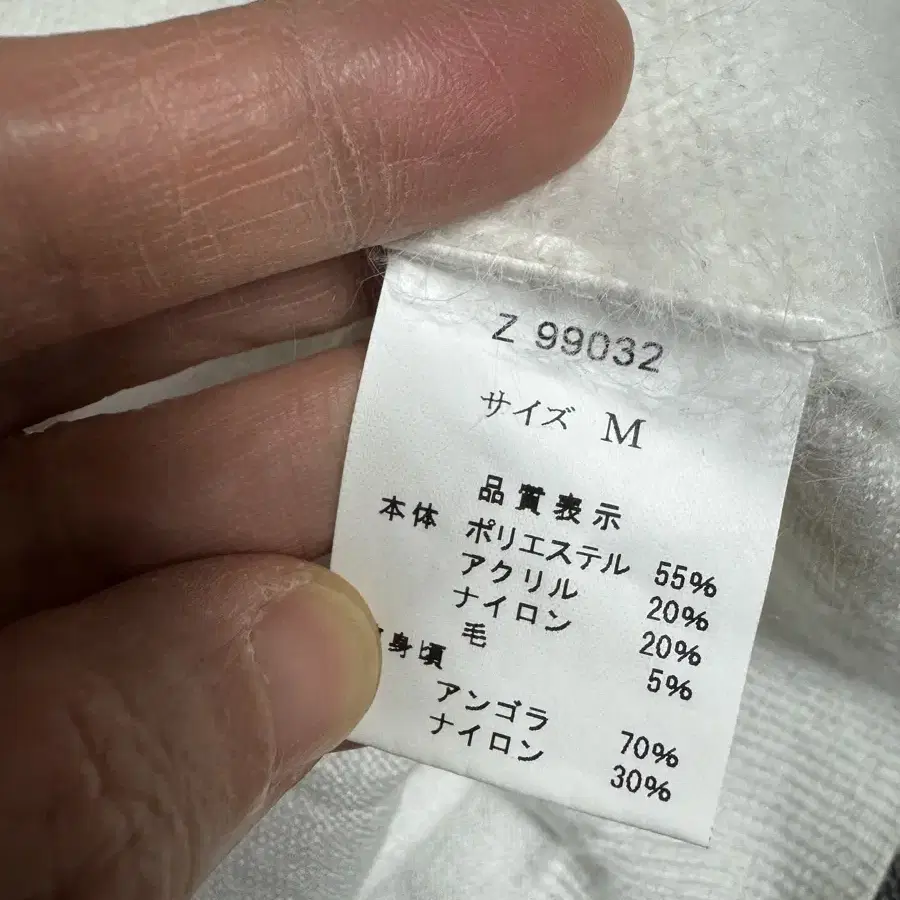 Z 99032
サイズ M
品質表示
本体 ポリエステル 55%
アクリル 20%
ナイロン 20%
毛 5%
身頃
アンゴラ 70%
ナイロン 30%